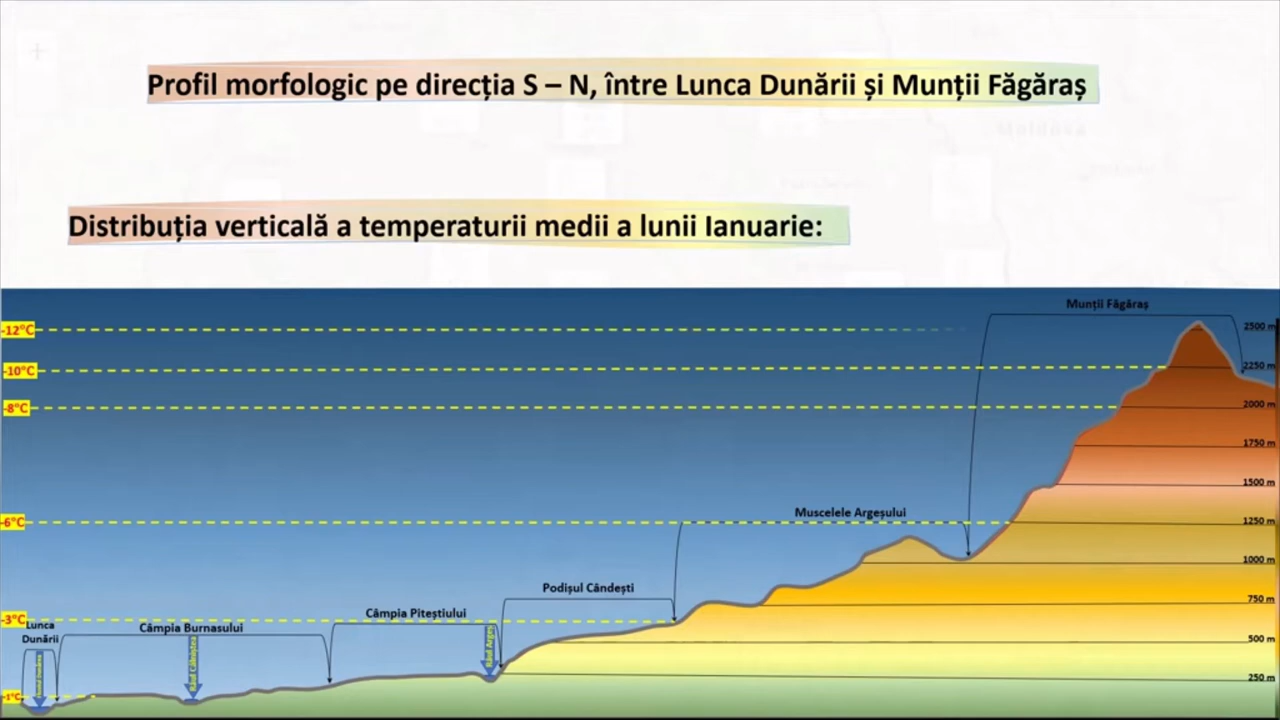 Profil morfologic pe direcția S – N, între Lunca Dunării și Munții Făgăraș
Distribuția verticală a temperaturii medii a lunii Ianuarie:
Munții Făgăraș
-12°C
2500 m
-10°C
2250 m
-8°C
2000 m
1750 m
1500 m
Muscelele Argeșului
-6°C
1250 m
1000 m
Podișul Cândești
750 m
Câmpia Piteștiului
-3°C
Lunca
Dunării
Câmpia Burnasului
500 m
250 m
-1°C